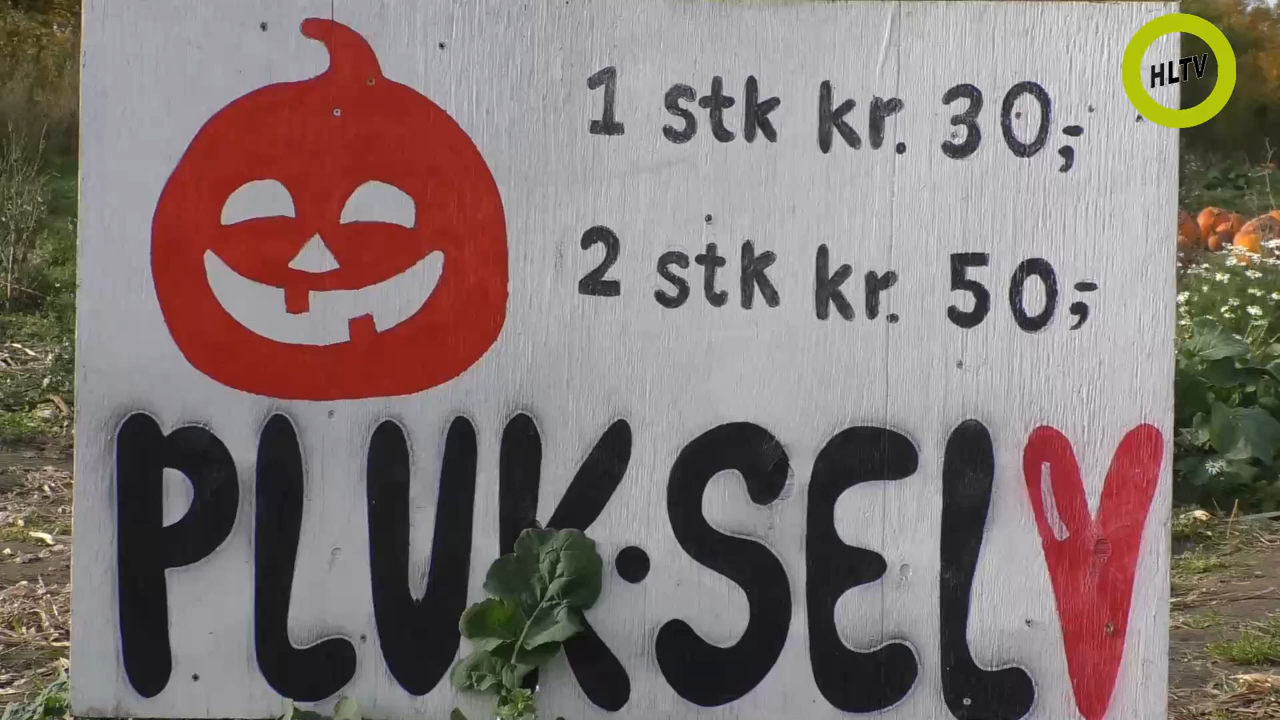 HLTV
1 stk kr. 30,-
2 stk kr. 50,-
PLUK·SELV